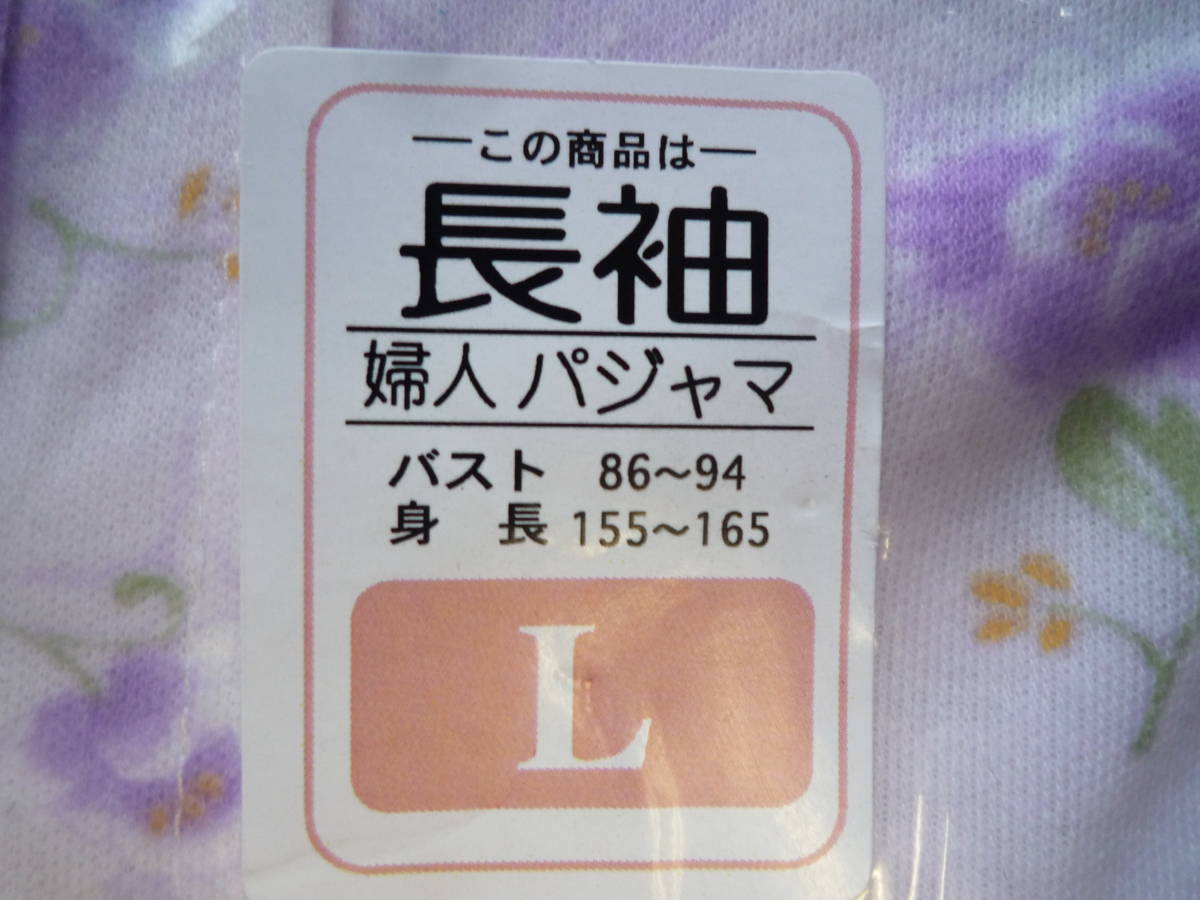 この商品は
長袖
婦人パジャマ
バスト 86～94
身 長 155～165
L